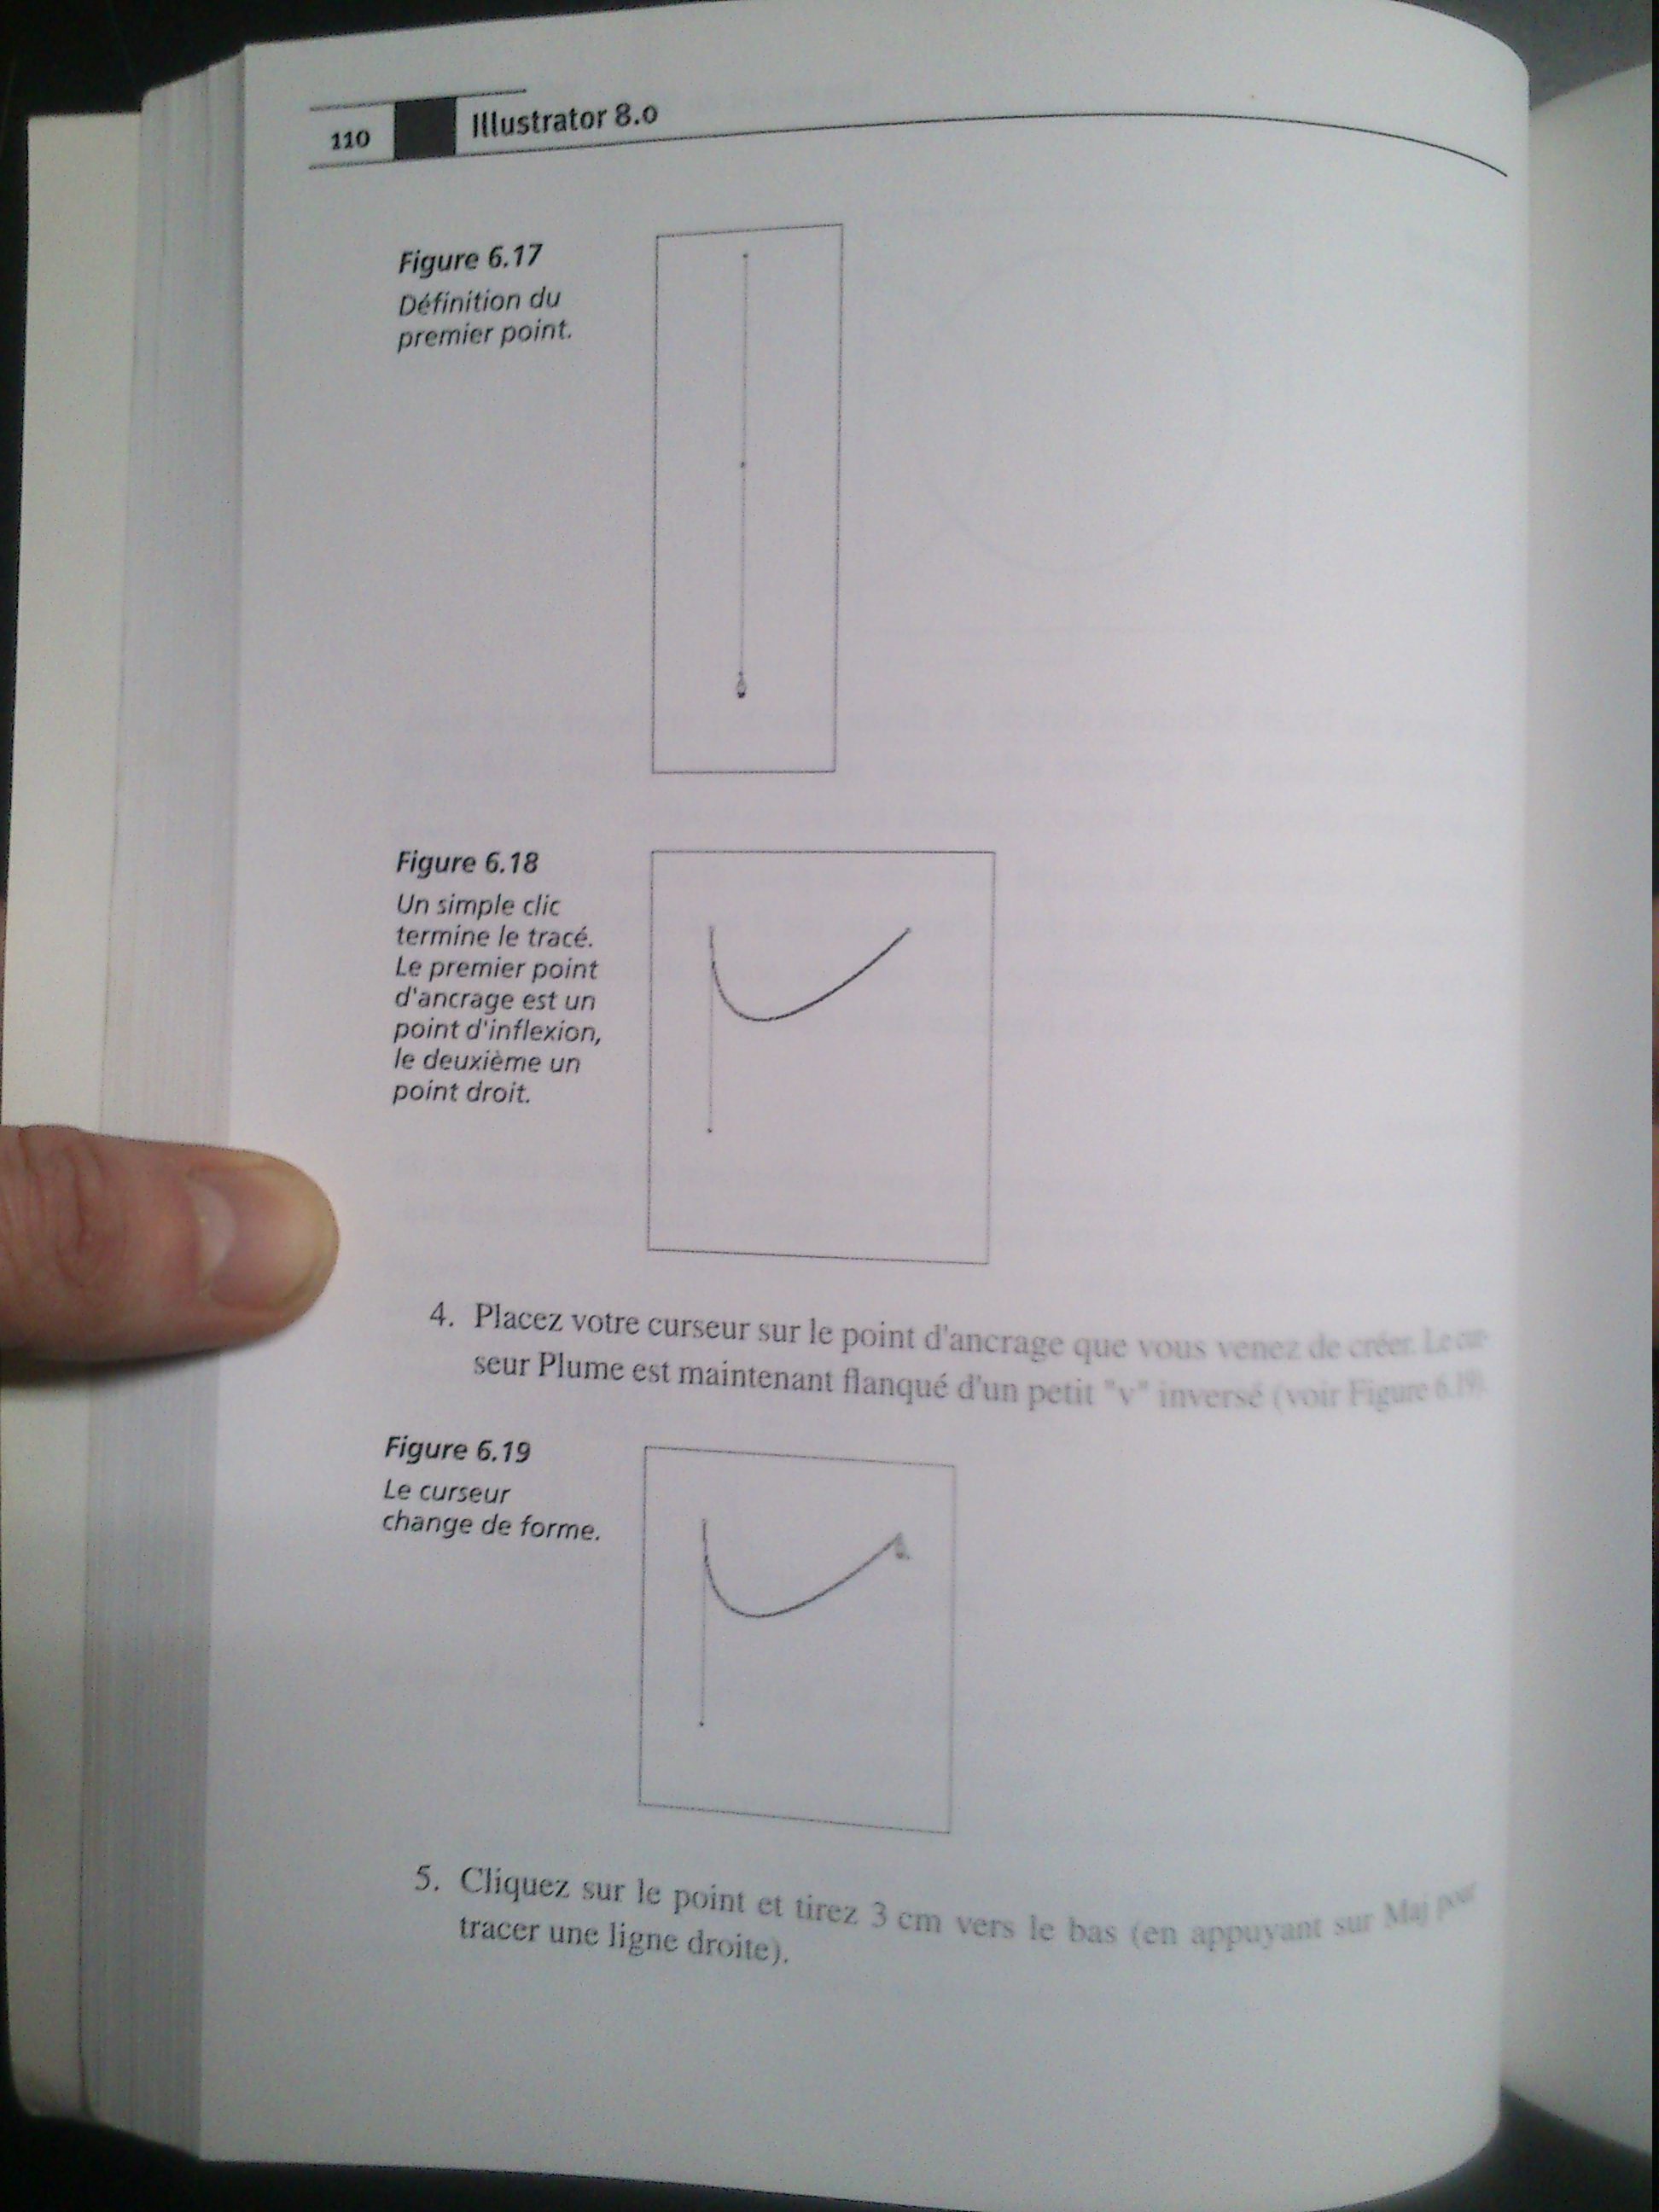 110 Illustrator 8.0
Figure 6.17
Définition du
premier point.
Figure 6.18
Un simple clic
termine le tracé.
Le premier point
d'ancrage est un
point d'inflexion,
le deuxième un
point droit.
4. Placez votre curseur sur le point d'ancrage que vous venez de créer. Le cur
seur Plume est maintenant flanqué d'un petit "v" inversé (voir Figure 6.19
Figure 6.19
Le curseur
change de forme.
5. Cliquez sur le point et tirez 3 cm vers le bas (en appuyant sur Maj pour
tracer une ligne droite).